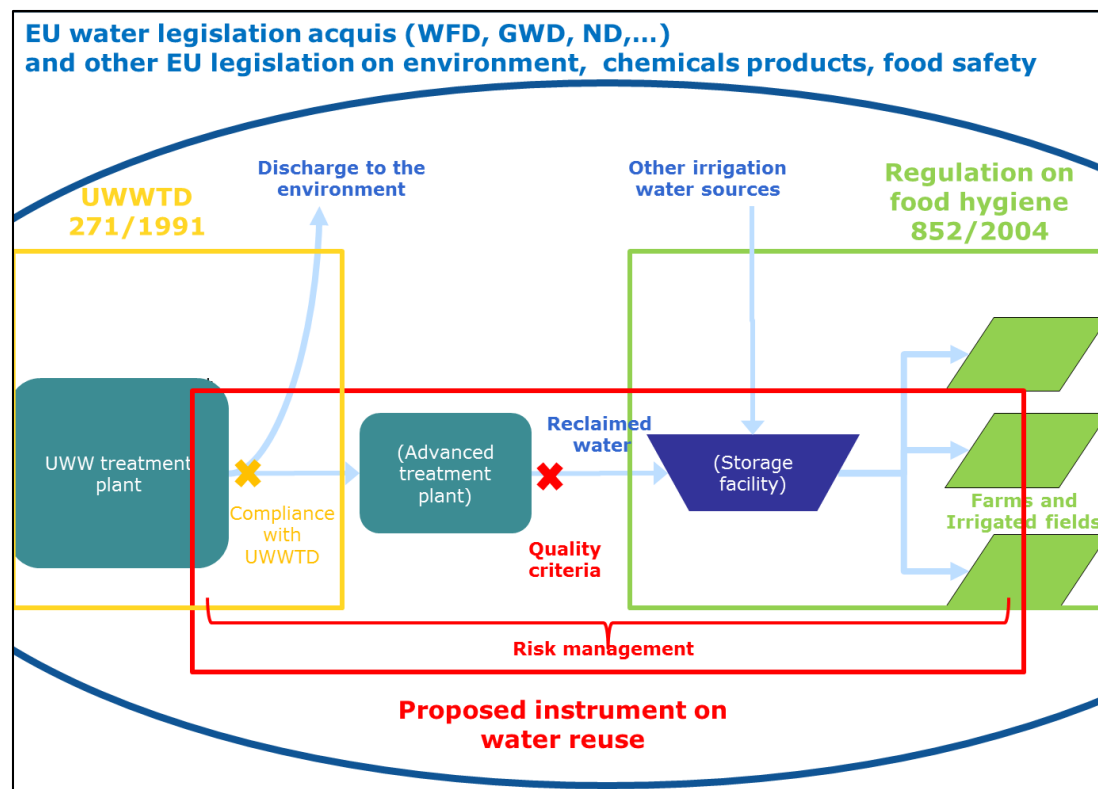 EU water legislation acquis (WFD, GWD, ND,...)
and other EU legislation on environment,  chemicals products, food safety
Discharge to the
environment
Other irrigation
water sources
UWWTD
271/1991
Regulation on
food hygiene
852/2004
UWW treatment
plant
Compliance
with
UWWTD
(Advanced
treatment
plant)
Reclaimed
water
Quality
criteria
(Storage
facility)
Farms and
Irrigated fields
Risk management
Proposed instrument on
water reuse